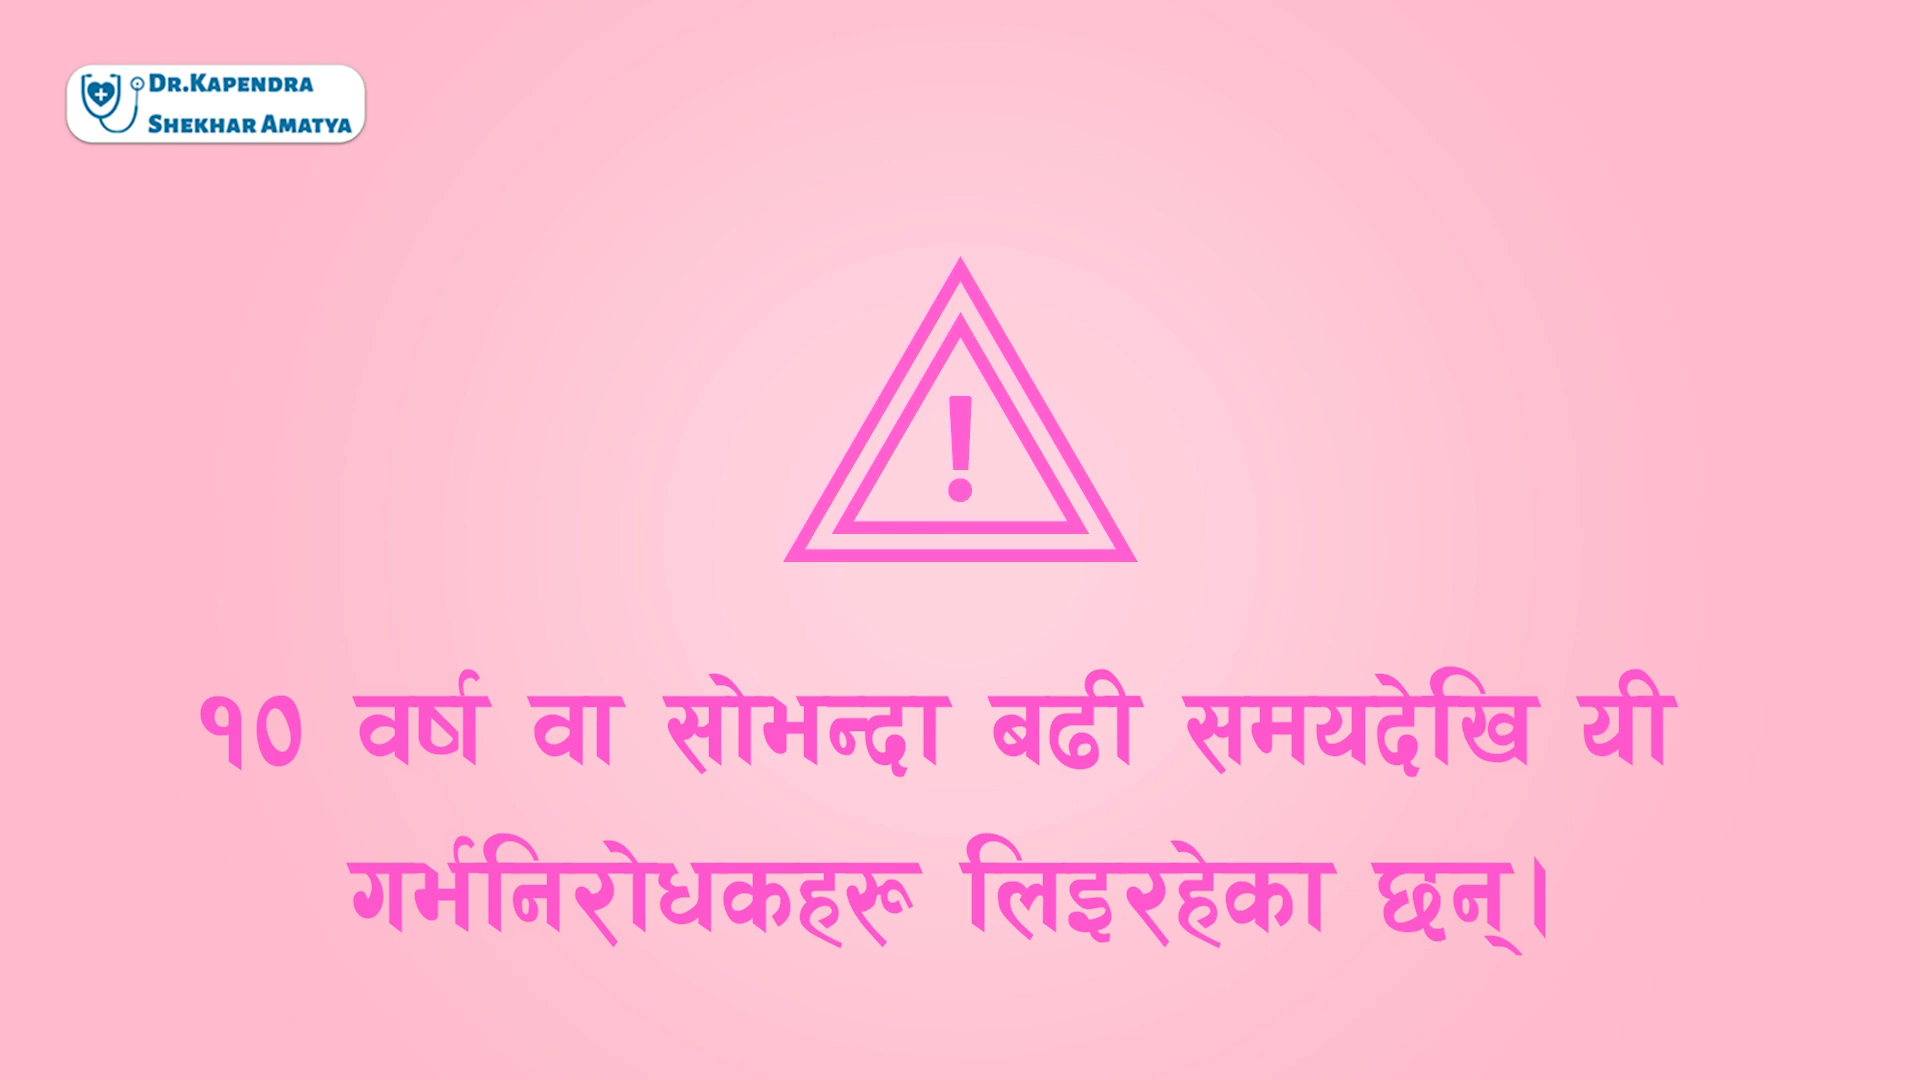 Dr.Kapendra
Shekhar Amatya
!
१० वर्ष वा सोभन्दा बढी समयदेखि यी
गर्भनिरोधकहरू लिइरहेका छन्।